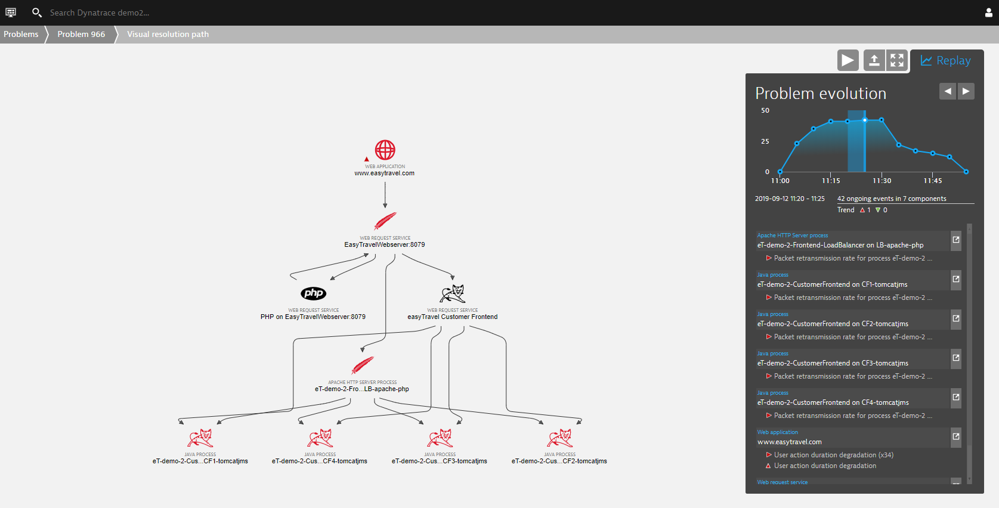 Search Dynatrace demo2...
Problems
Problem 966
Visual resolution path
Replay
Problem evolution
50
25
0
11:00
11:15
11:30
11:45
2019-09-12 11:20 - 11:25
42 ongoing events in 7 components
Trend 1 0
Apache HTTP Server process
eT-demo-2-Frontend-LoadBalancer on LB-apache-php
Packet retransmission rate for process eT-demo-2 ...
Java process
eT-demo-2-CustomerFrontend on CF1-tomcatjms
Packet retransmission rate for process eT-demo-2 ...
Java process
eT-demo-2-CustomerFrontend on CF2-tomcatjms
Packet retransmission rate for process eT-demo-2 ...
Java process
eT-demo-2-CustomerFrontend on CF3-tomcatjms
Packet retransmission rate for process eT-demo-2 ...
Java process
eT-demo-2-CustomerFrontend on CF4-tomcatjms
Packet retransmission rate for process eT-demo-2 ...
Web application
www.easytravel.com
User action duration degradation (x34)
User action duration degradation
Web request service
WEB APPLICATION
www.easytravel.com
WEB REQUEST SERVICE
EasyTravelWebserver:8079
php
WEB REQUEST SERVICE
PHP on EasyTravelWebserver:8079
WEB REQUEST SERVICE
easyTravel Customer Frontend
APACHE HTTP SERVER PROCESS
eT-demo-2-Fro...LB-apache-php
JAVA PROCESS
eT-demo-2-Cus...CF1-tomcatjms
JAVA PROCESS
eT-demo-2-Cus...CF4-tomcatjms
JAVA PROCESS
eT-demo-2-Cus...CF3-tomcatjms
JAVA PROCESS
eT-demo-2-Cus...CF2-tomcatjms